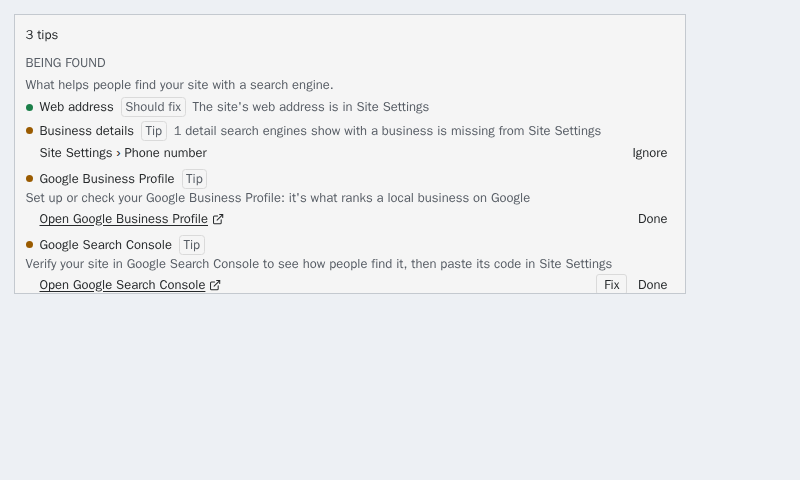 3 tips
BEING FOUND
What helps people find your site with a search engine.
Web address Should fix The site's web address is in Site Settings
Business details Tip 1 detail search engines show with a business is missing from Site Settings
Site Settings › Phone number Ignore
Google Business Profile Tip
Set up or check your Google Business Profile: it's what ranks a local business on Google
Open Google Business Profile Done
Google Search Console Tip
Verify your site in Google Search Console to see how people find it, then paste its code in Site Settings
Open Google Search Console Fix Done